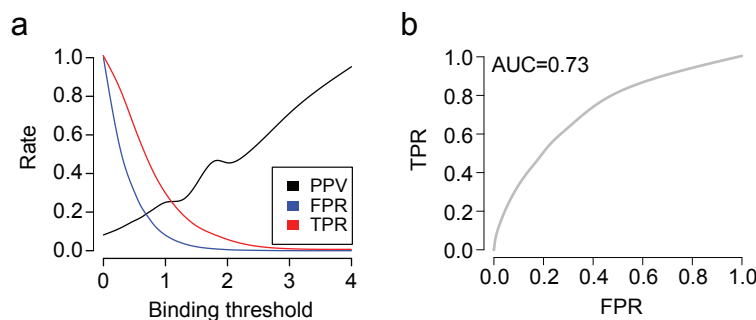 a
Rate
1.0
0.8
0.6
0.4
0.2
0.0
PPV
FPR
TPR
0 1 2 3 4
Binding threshold
b
AUC=0.73
TPR
1.0
0.8
0.6
0.4
0.2
0.0
0.0 0.2 0.4 0.6 0.8 1.0
FPR